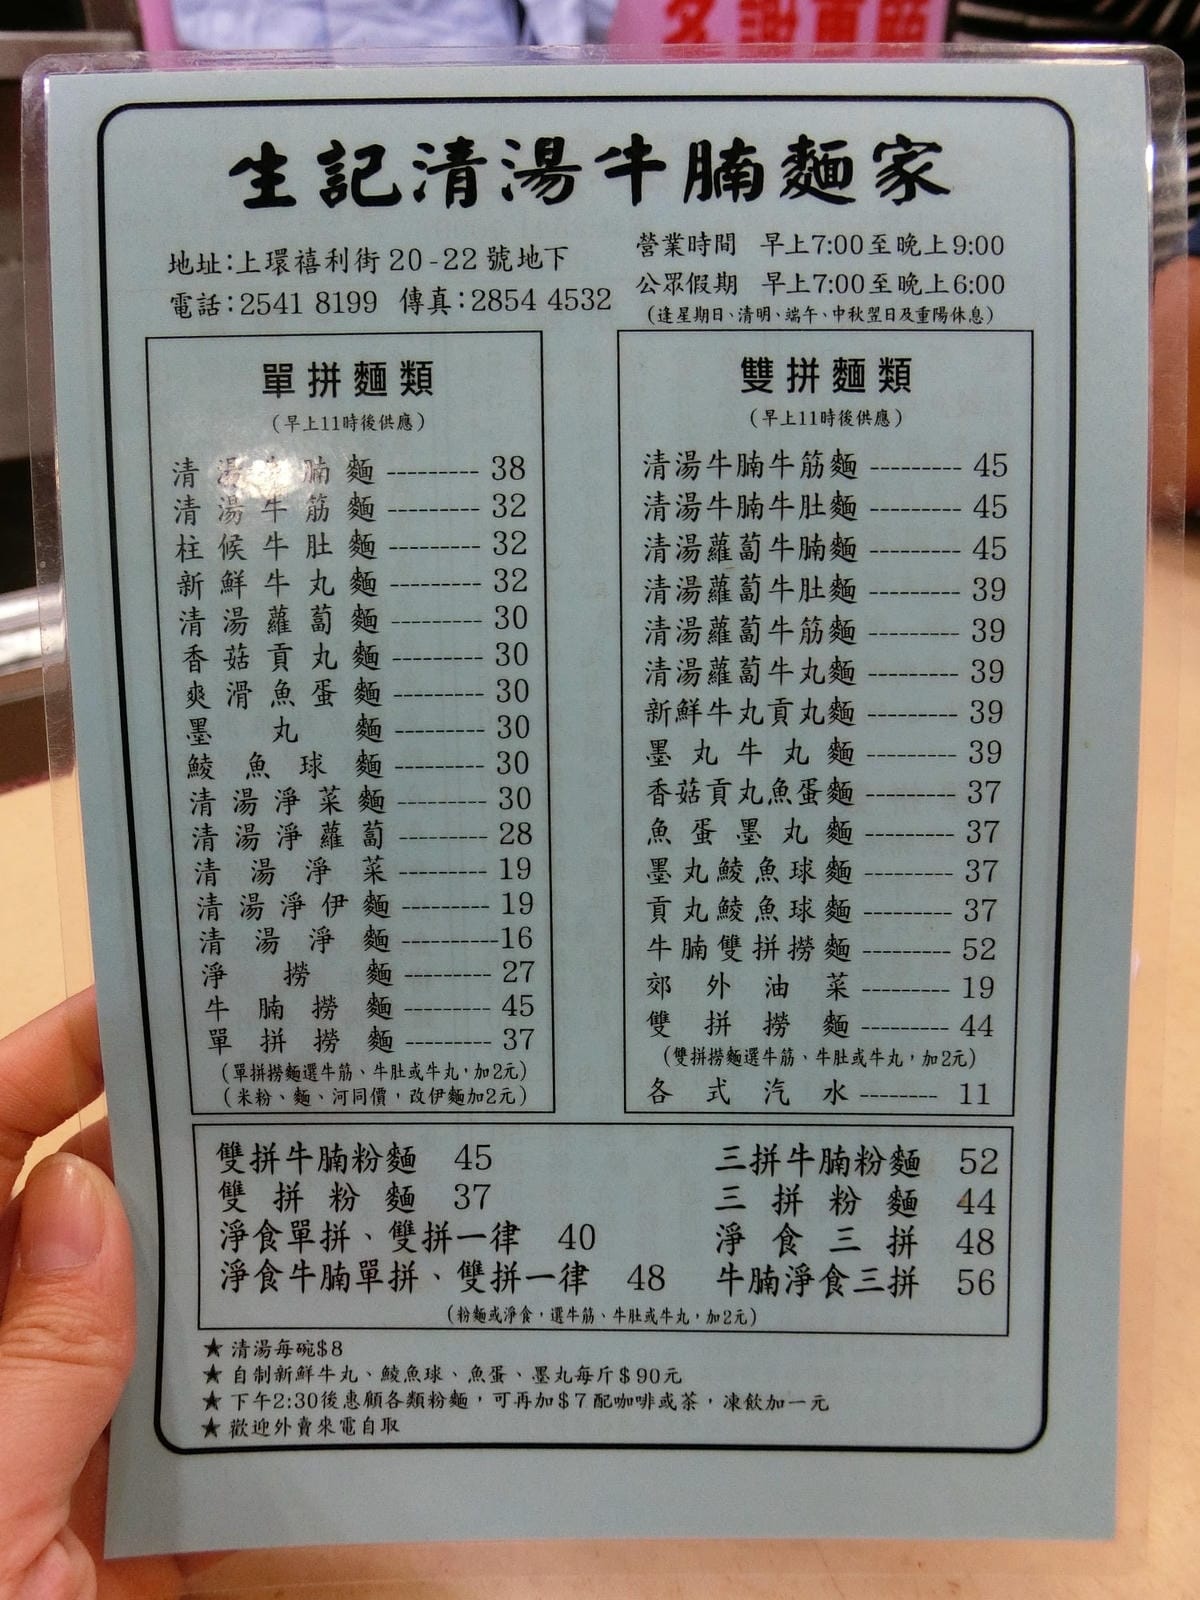 多謝惠顧
生記清湯牛腩麵家
地址:上環禧利街20-22號地下
電話:2541 8199 傳真:2854 4532
營業時間 早上7:00至晚上9:00
公眾假期 早上7:00至晚上6:00
(逢星期日、清明、端午、中秋翌日及重陽休息)
單拼麵類
(早上11時後供應)
清湯牛腩麵 --------- 38
清湯牛筋麵 --------- 32
柱候牛肚麵 --------- 32
新鮮牛丸麵 --------- 32
清湯蘿蔔麵 --------- 30
香菇貢丸麵 --------- 30
爽滑魚蛋麵 --------- 30
墨丸麵 --------- 30
鯪魚球麵 --------- 30
清湯淨菜麵 --------- 30
清湯淨蘿蔔 --------- 28
清湯淨菜 --------- 19
清湯淨伊麵 --------- 19
清湯淨麵 ----------16
淨撈麵 --------- 27
牛腩撈麵 --------- 45
單拼撈麵 --------- 37
(單拼撈麵選牛筋、牛肚或牛丸,加2元)
(米粉、麵、河同價,改伊麵加2元)
雙拼麵類
(早上11時後供應)
清湯牛腩牛筋麵 --------- 45
清湯牛腩牛肚麵 --------- 45
清湯蘿蔔牛腩麵 --------- 45
清湯蘿蔔牛肚麵 --------- 39
清湯蘿蔔牛筋麵 --------- 39
清湯蘿蔔牛丸麵 --------- 39
新鮮牛丸貢丸麵 --------- 39
墨丸牛丸麵 --------- 39
香菇貢丸魚蛋麵 --------- 37
魚蛋墨丸麵 --------- 37
墨丸鯪魚球麵 --------- 37
貢丸鯪魚球麵 --------- 37
牛腩雙拼撈麵 --------- 52
郊外油菜 --------- 19
雙拼撈麵 --------- 44
(雙拼撈麵選牛筋、牛肚或牛丸,加2元)
各式汽水 -------- 11
雙拼牛腩粉麵 45
雙拼粉麵 37
淨食單拼、雙拼一律 40
淨食牛腩單拼、雙拼一律 48
三拼牛腩粉麵 52
三拼粉麵 44
淨食三拼 48
牛腩淨食三拼 56
(粉麵或淨食,選牛筋、牛肚或牛丸,加2元)
★清湯每碗$8
★自制新鮮牛丸、鯪魚球、魚蛋、墨丸每斤$90元
★下午2:30後惠顧各類粉麵,可再加$7配咖啡或茶,凍飲加一元
★歡迎外賣來電自取